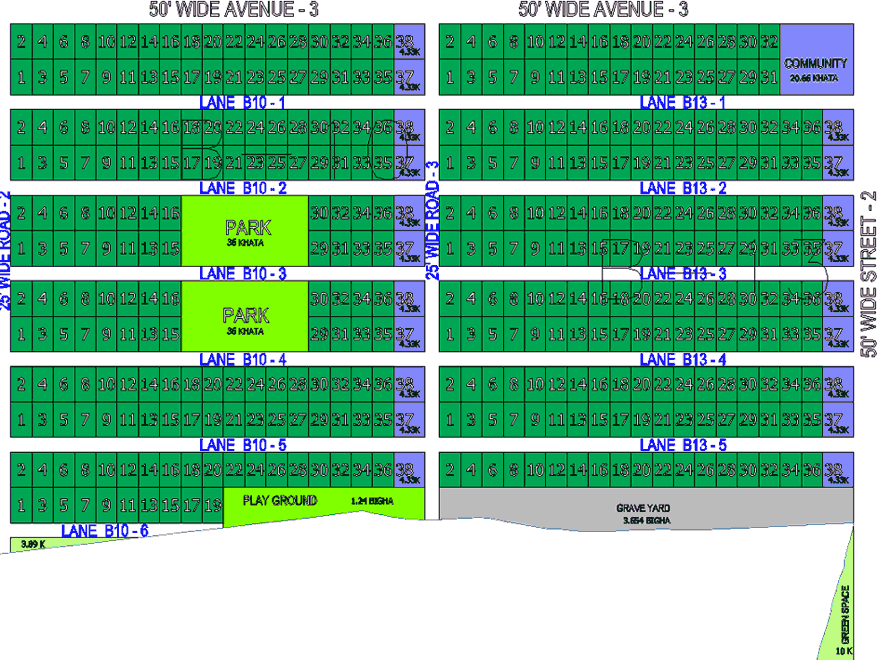 50' WIDE AVENUE - 3
50' WIDE AVENUE - 3
2 4 6 8 10 12 14 16 18 20 22 24 26 28 30 32 34 36 38
4.33K
2 4 6 8 10 12 14 16 18 20 22 24 26 28 30 32
COMMUNITY
20.66 KHATA
1 3 5 7 9 11 13 15 17 19 21 23 25 27 29 31 33 35 37
4.33K
1 3 5 7 9 11 13 15 17 19 21 23 25 27 29 31
LANE B10 - 1
LANE B13 - 1
2 4 6 8 10 12 14 16 18 20 22 24 26 28 30 32 34 36 38
4.33K
2 4 6 8 10 12 14 16 18 20 22 24 26 28 30 32 34 36 38
4.33K
1 3 5 7 9 11 13 15 17 19 21 23 25 27 29 31 33 35 37
4.33K
1 3 5 7 9 11 13 15 17 19 21 23 25 27 29 31 33 35 37
4.33K
LANE B10 - 2
LANE B13 - 2
25' WIDE ROAD - 2
25' WIDE ROAD - 3
50' WIDE STREET - 2
2 4 6 8 10 12 14 16
PARK
36 KHATA
30 32 34 36 38
4.33K
2 4 6 8 10 12 14 16 18 20 22 24 26 28 30 32 34 36 38
4.33K
1 3 5 7 9 11 13 15
29 31 33 35 37
4.33K
1 3 5 7 9 11 13 15 17 19 21 23 25 27 29 31 33 35 37
4.33K
LANE B10 - 3
LANE B13 - 3
2 4 6 8 10 12 14 16
PARK
36 KHATA
30 32 34 36 38
4.33K
2 4 6 8 10 12 14 16 18 20 22 24 26 28 30 32 34 36 38
4.33K
1 3 5 7 9 11 13 15
29 31 33 35 37
4.33K
1 3 5 7 9 11 13 15 17 19 21 23 25 27 29 31 33 35 37
4.33K
LANE B10 - 4
LANE B13 - 4
2 4 6 8 10 12 14 16 18 20 22 24 26 28 30 32 34 36 38
4.33K
2 4 6 8 10 12 14 16 18 20 22 24 26 28 30 32 34 36 38
4.33K
1 3 5 7 9 11 13 15 17 19 21 23 25 27 29 31 33 35 37
4.33K
1 3 5 7 9 11 13 15 17 19 21 23 25 27 29 31 33 35 37
4.33K
LANE B10 - 5
LANE B13 - 5
2 4 6 8 10 12 14 16 18 20 22 24 26 28 30 32 34 36 38
4.33K
2 4 6 8 10 12 14 16 18 20 22 24 26 28 30 32 34 36 38
4.33K
1 3 5 7 9 11 13 15 17 19
PLAY GROUND 1.24 BIGHA
GRAVE YARD
3.654 BIGHA
LANE B10 - 6
3.89 K
GREEN SPACE
10 K